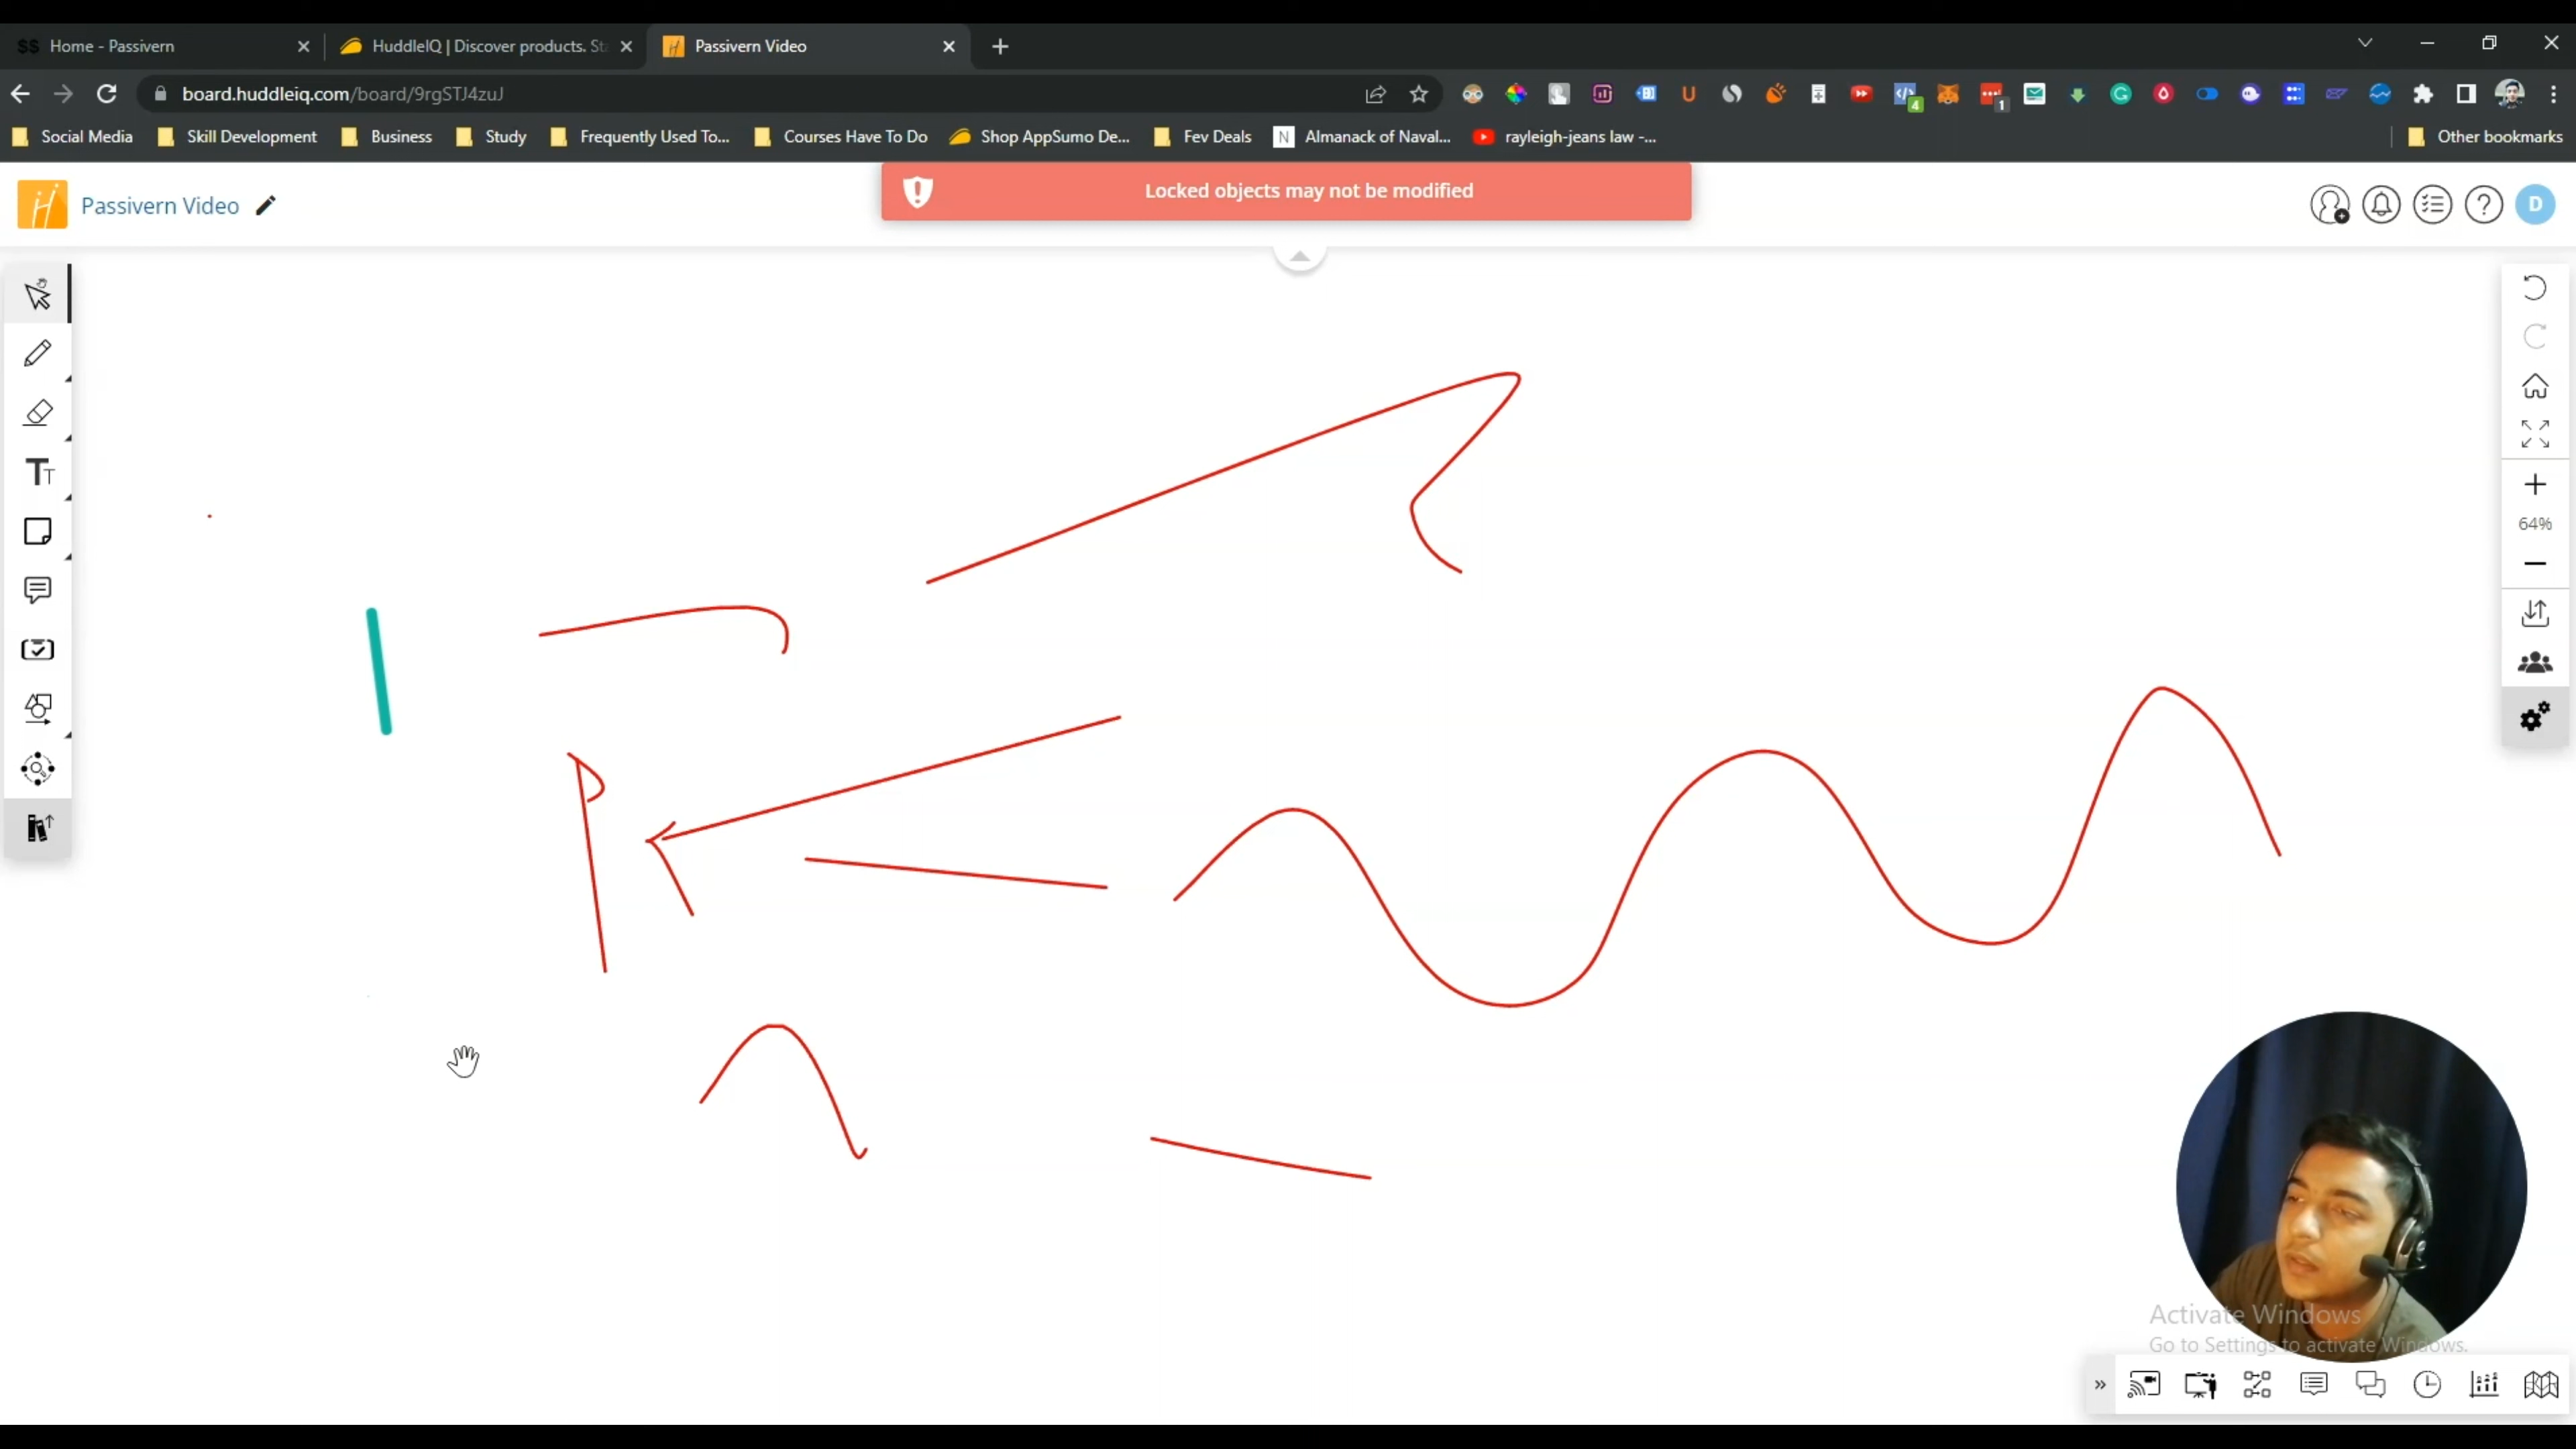 $$ Home - Passivern
HuddleIQ | Discover products. St
Passivern Video
board.huddleiq.com/board/9rgSTJ4zuJ
4
1
Social Media
Skill Development
Business
Study
Frequently Used To...
Courses Have To Do
Shop AppSumo De...
Fev Deals
Almanack of Naval...
rayleigh-jeans law -...
Other bookmarks
Passivern Video
Locked objects may not be modified
D
64%
Activate Windows
Go to Settings to activate Windows.